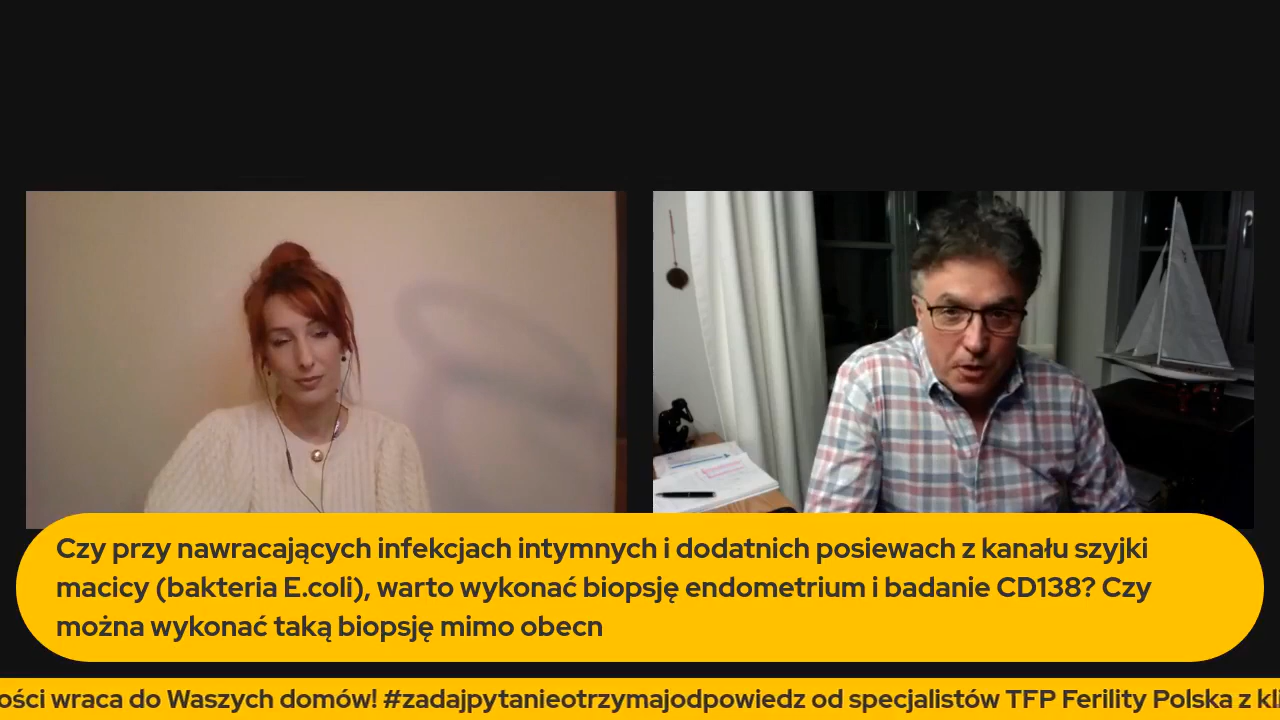 Czy przy nawracających infekcjach intymnych i dodatnich posiewach z kanału szyjki
macicy (bakteria E.coli), warto wykonać biopsję endometrium i badanie CD138? Czy
można wykonać taką biopsję mimo obecn
ości wraca do Waszych domów! #zadajpytanieotrzymajodpowiedz od specjalistów TFP Ferility Polska z kli